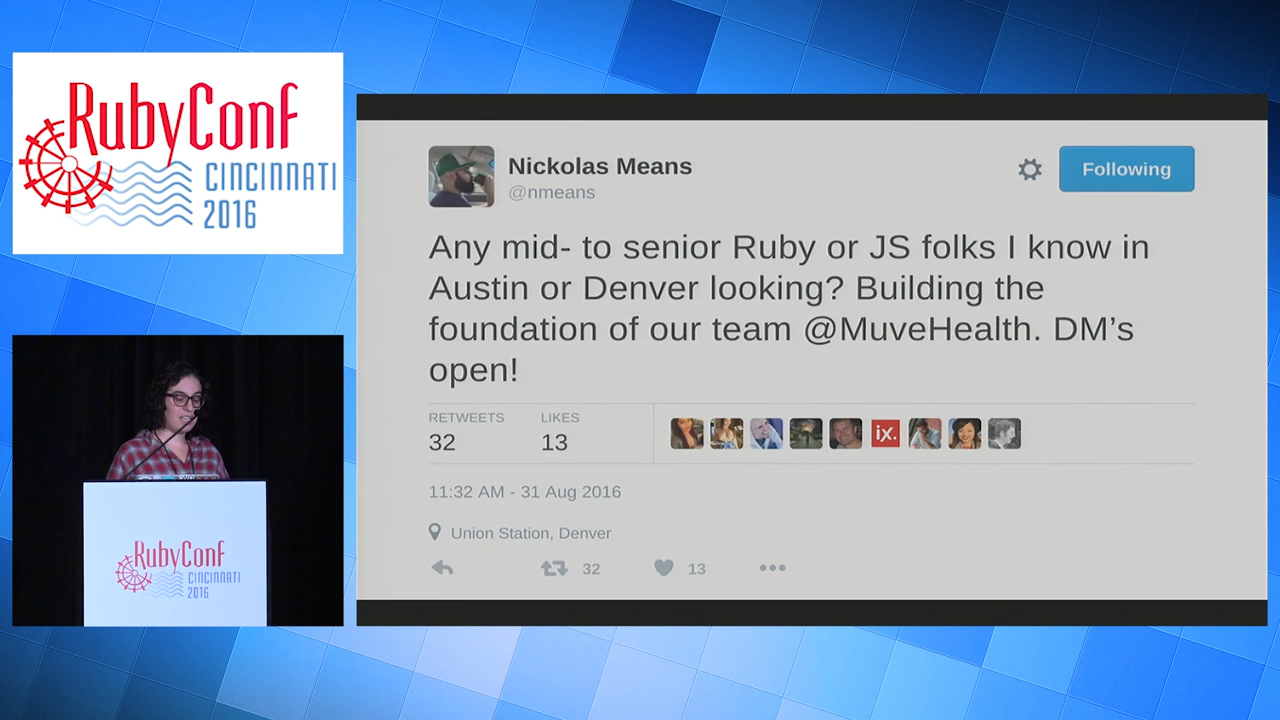 RubyConf
CINCINNATI
2016
Nickolas Means
@nmeans
Following
Any mid- to senior Ruby or JS folks I know in
Austin or Denver looking? Building the
foundation of our team @MuveHealth. DM’s
open!
RETWEETS
LIKES
32
13
ix.
11:32 AM - 31 Aug 2016
Union Station, Denver
32
13
RubyConf
CINCINNATI
2016